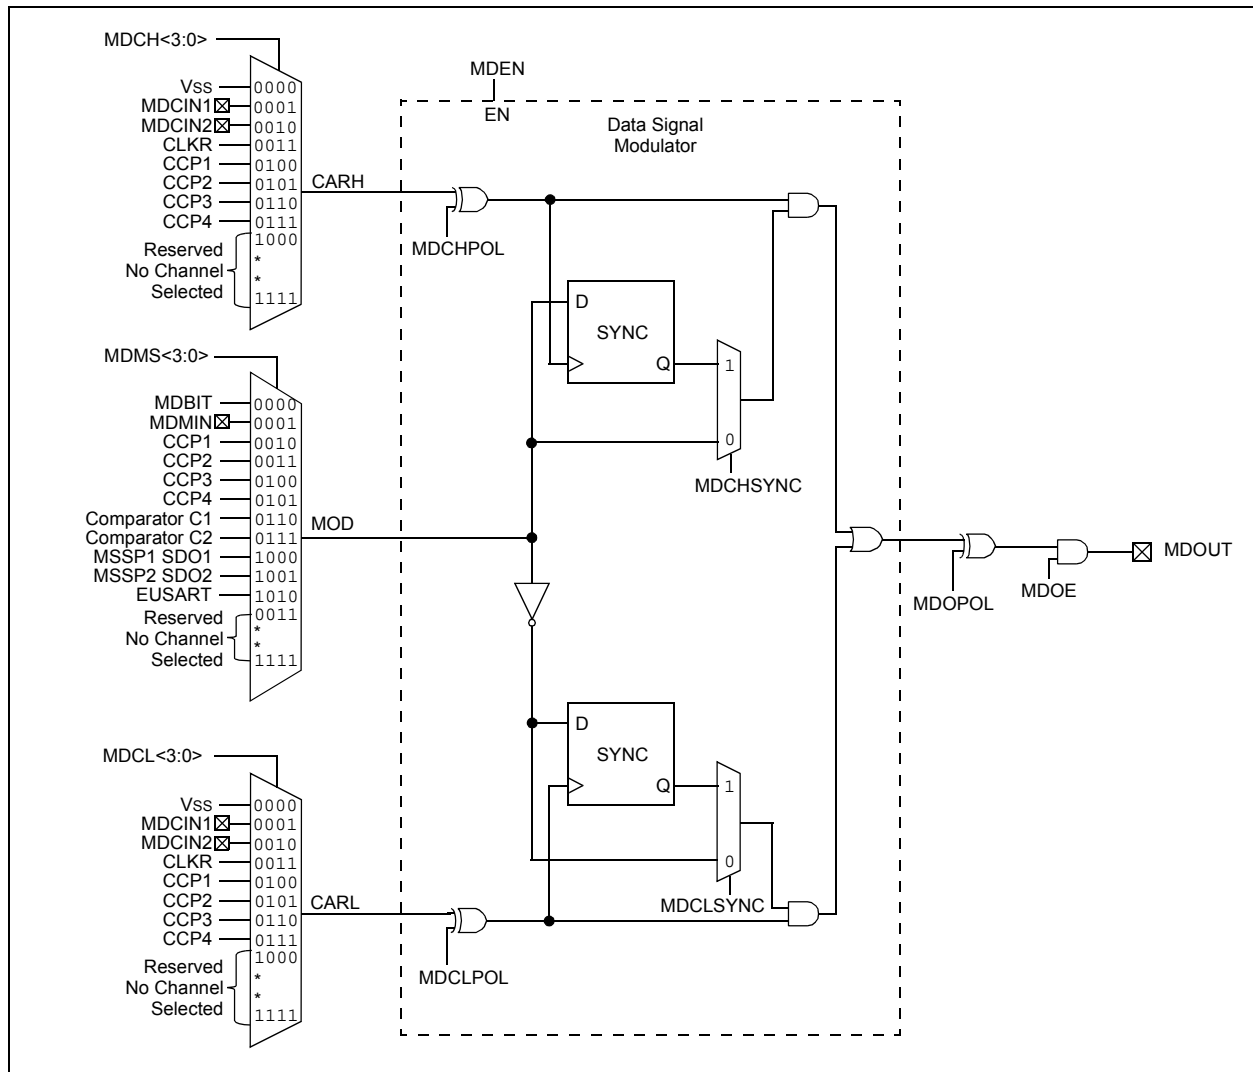 MDCH<3:0>
VSS 0000
MDCIN1 0001
MDCIN2 0010
CLKR 0011
CCP1 0100
CCP2 0101
CCP3 0110
CCP4 0111
Reserved
No Channel
Selected
1000
*
*
1111
CARH
MDEN
EN
Data Signal
Modulator
MDCHPOL
D
SYNC
Q
1
0
MDCHSYNC
MDMS<3:0>
MDBIT 0000
MDMIN 0001
CCP1 0010
CCP2 0011
CCP3 0100
CCP4 0101
Comparator C1 0110
Comparator C2 0111
MSSP1 SDO1 1000
MSSP2 SDO2 1001
EUSART 1010
Reserved
No Channel
Selected
0011
*
*
1111
MOD
MDOPOL
MDOE
MDOUT
D
SYNC
Q
1
0
MDCLSYNC
MDCL<3:0>
VSS 0000
MDCIN1 0001
MDCIN2 0010
CLKR 0011
CCP1 0100
CCP2 0101
CCP3 0110
CCP4 0111
Reserved
No Channel
Selected
1000
*
*
1111
CARL
MDCLPOL